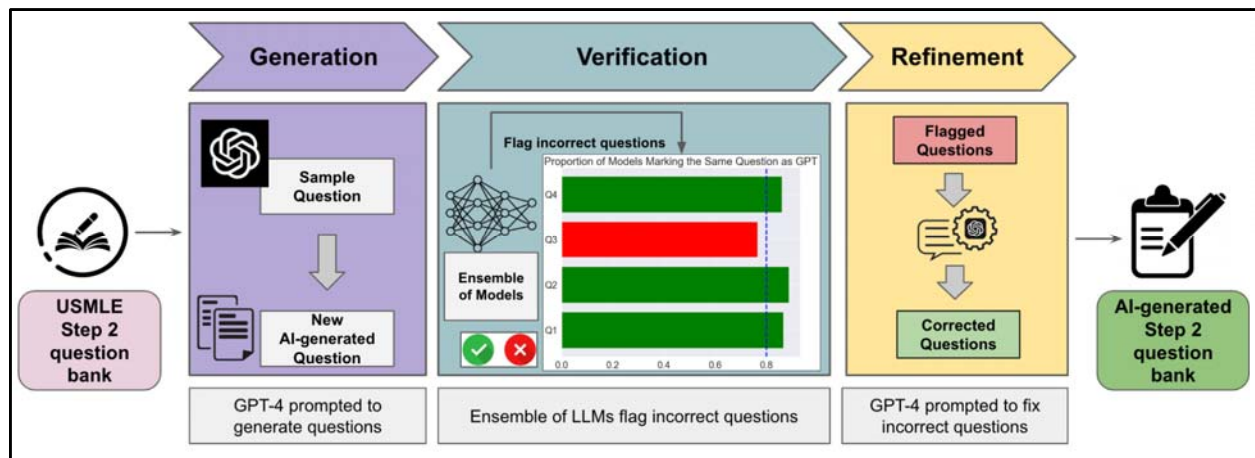 Generation
Verification
Refinement
USMLE
Step 2
question
bank
Sample
Question
New
AI-generated
Question
GPT-4 prompted to
generate questions
Flag incorrect questions
Ensemble
of Models
Proportion of Models Marking the Same Question as GPT
Q4
Q3
Q2
Q1
0.0 0.2 0.4 0.6 0.8
Ensemble of LLMs flag incorrect questions
Flagged
Questions
Corrected
Questions
GPT-4 prompted to fix
incorrect questions
AI-generated
Step 2
question
bank